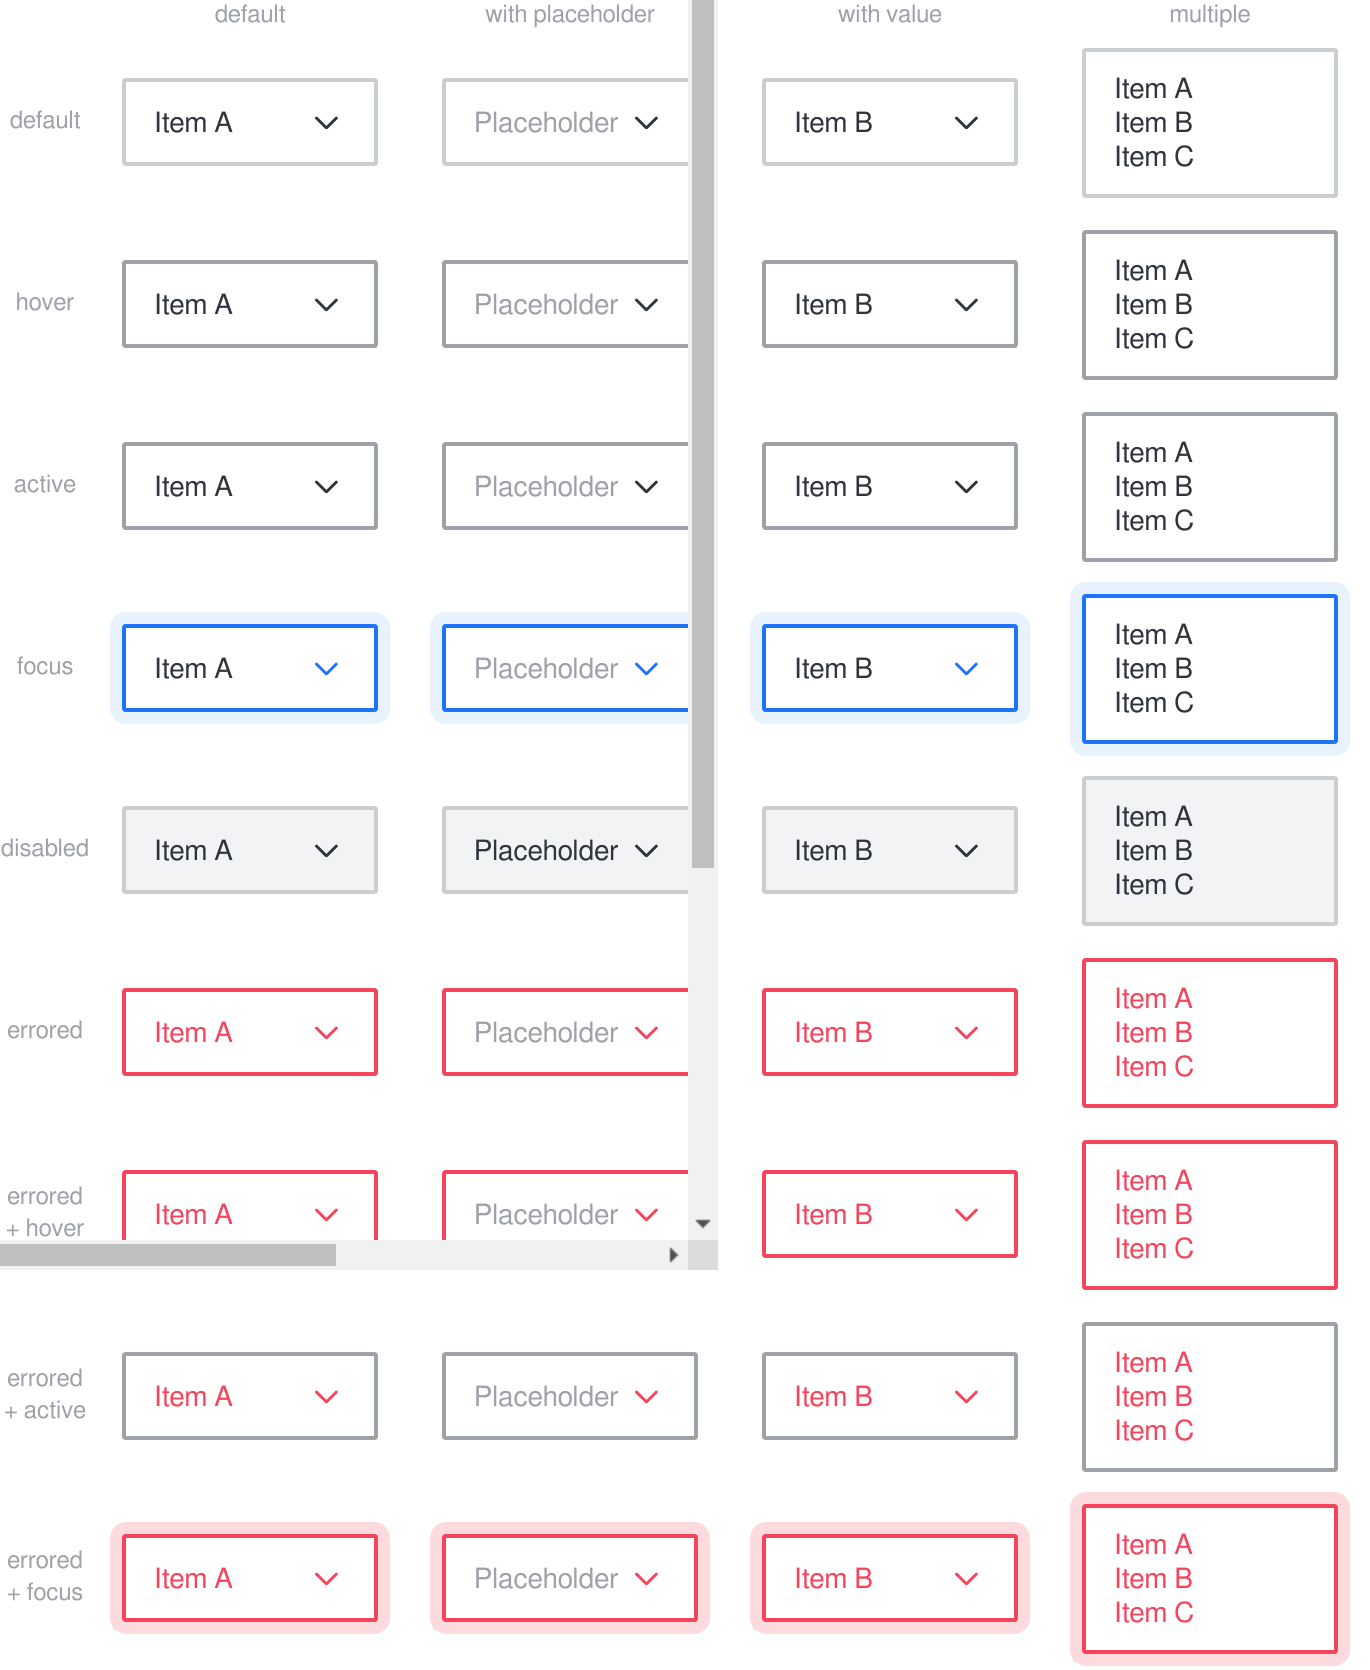 default with placeholder with value multiple
default Item A Placeholder Item B Item A
Item B
Item C
hover Item A Placeholder Item B Item A
Item B
Item C
active Item A Placeholder Item B Item A
Item B
Item C
focus Item A Placeholder Item B Item A
Item B
Item C
disabled Item A Placeholder Item B Item A
Item B
Item C
errored Item A Placeholder Item B Item A
Item B
Item C
errored
+ hover Item A Placeholder Item B Item A
Item B
Item C
errored
+ active Item A Placeholder Item B Item A
Item B
Item C
errored
+ focus Item A Placeholder Item B Item A
Item B
Item C